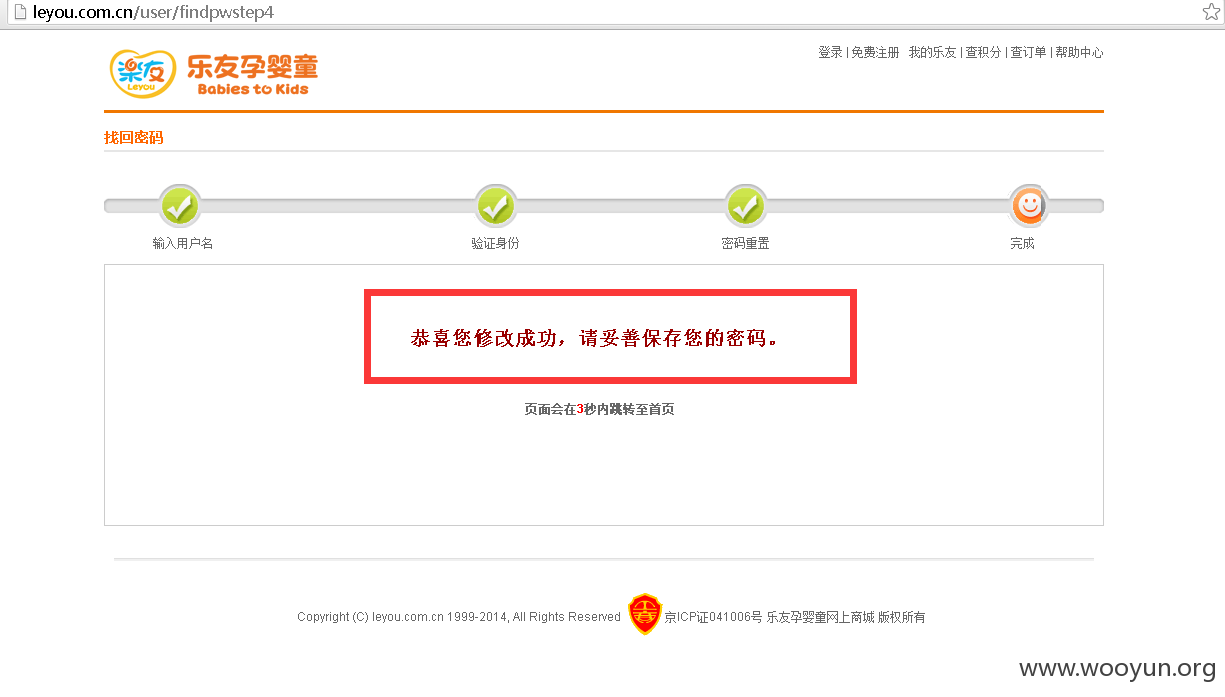 leyou.com.cn/user/findpwstep4
樂友
Leyou
乐友孕婴童
Babies to Kids
登录 | 免费注册 我的乐友 | 查积分 | 查订单 | 帮助中心
找回密码
输入用户名 验证身份 密码重置 完成
恭喜您修改成功，请妥善保存您的密码。
页面会在3秒内跳转至首页
Copyright (C) leyou.com.cn 1999-2014, All Rights Reserved 京ICP证041006号 乐友孕婴童网上商城 版权所有
www.wooyun.org